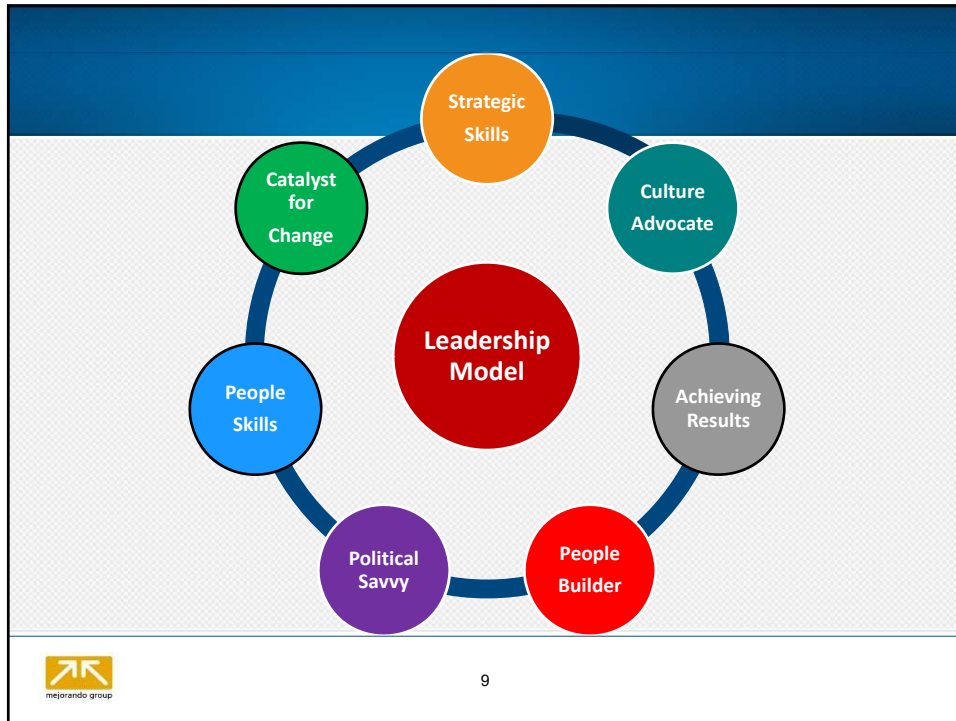 Strategic
Skills
Culture
Advocate
Achieving
Results
People
Builder
Political
Savvy
People
Skills
Catalyst
for
Change
Leadership
Model
mejorando group
9